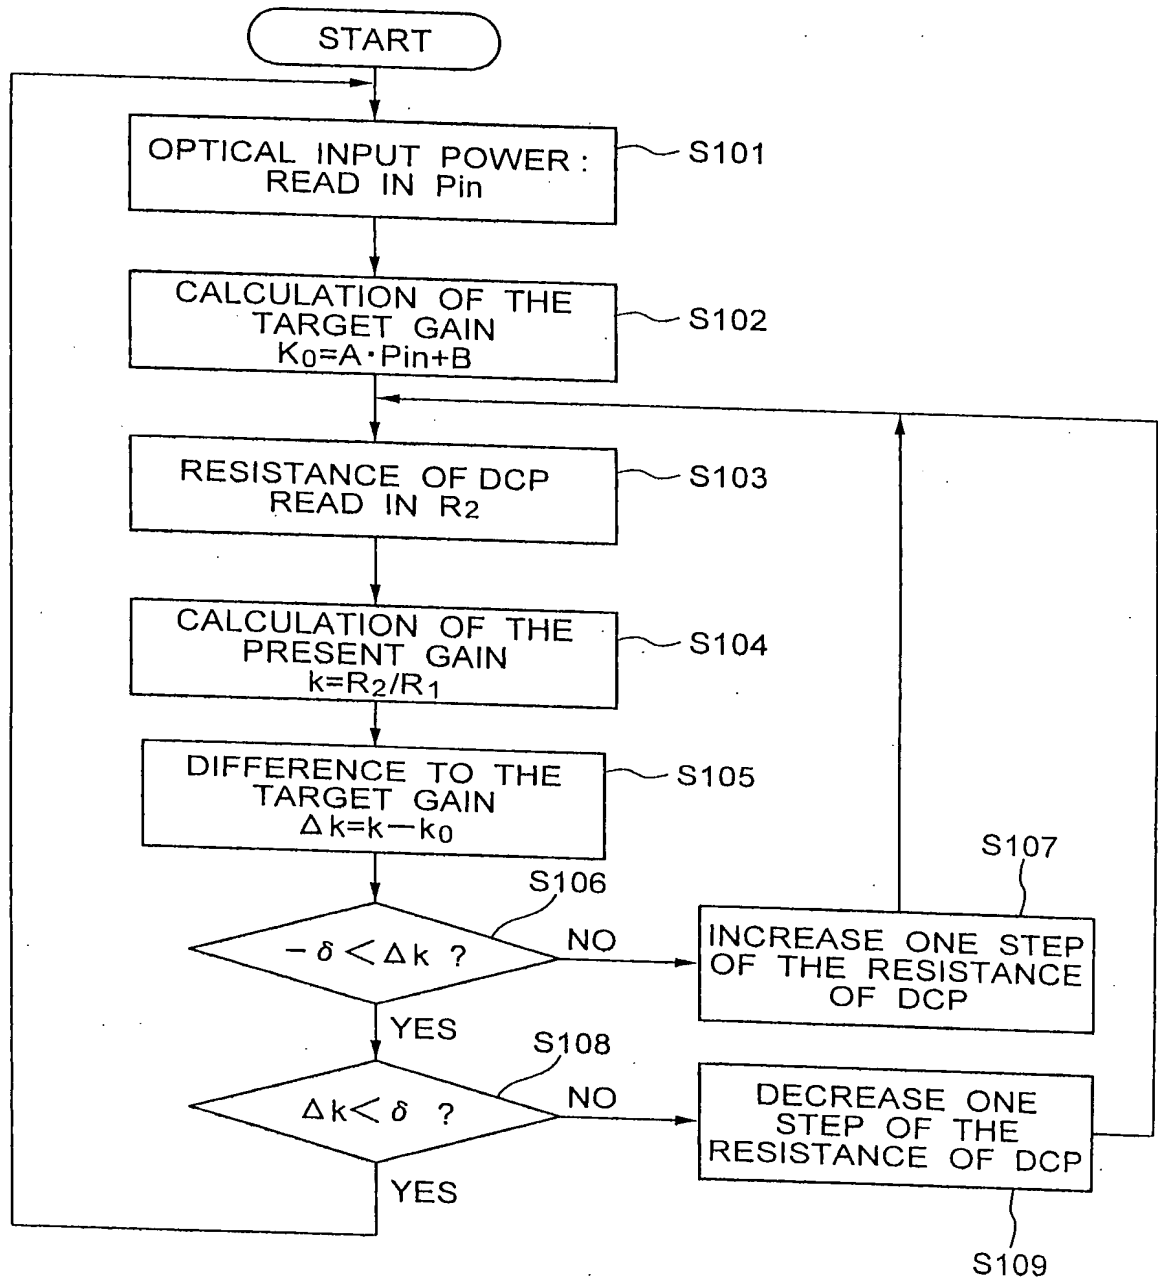 START
OPTICAL INPUT POWER:
READ IN Pin
S101
CALCULATION OF THE
TARGET GAIN
K0=A·Pin+B
S102
RESISTANCE OF DCP
READ IN R2
S103
CALCULATION OF THE
PRESENT GAIN
k=R2/R1
S104
DIFFERENCE TO THE
TARGET GAIN
Δk=k−k0
S105
S106
−δ<Δk ?
NO
YES
S107
INCREASE ONE STEP
OF THE RESISTANCE
OF DCP
S108
Δk<δ ?
NO
YES
DECREASE ONE
STEP OF THE
RESISTANCE OF DCP
S109